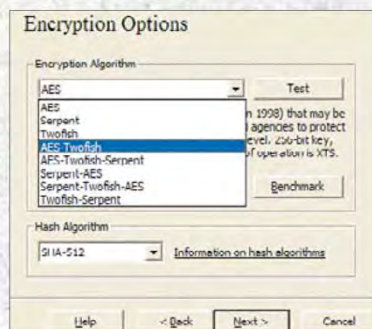 Encryption Options
Encryption Algorithm
AES
Test
AES
Serpent
Twofish
AES-Twofish
AES-Twofish-Serpent
Serpent-AES
Serpent-Twofish-AES
Twofish-Serpent
n 1998) that may be
agencies to protect
evel. 256-bit key,
of operation is XTS.
Benchmark
Hash Algorithm
SHA-512
Information on hash algorithms
Help
< Back
Next >
Cancel